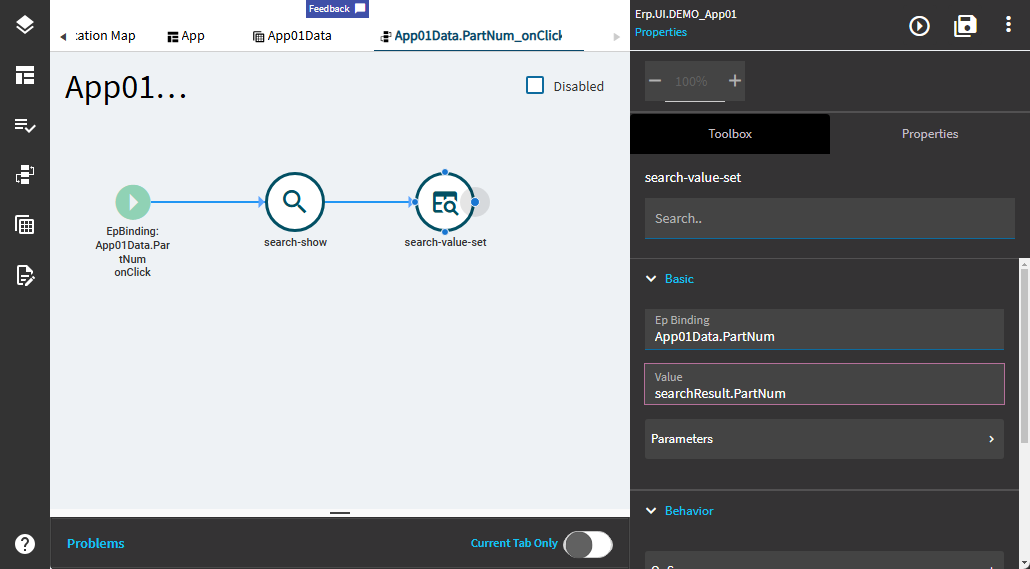 Feedback
:ation Map
App
App01Data
App01Data.PartNum_onClick
Erp.UI.DEMO_App01
Properties
App01...
Disabled
100%
Toolbox
Properties
search-value-set
Search..
EpBinding:
App01Data.Par
tNum
onClick
search-show
search-value-set
Basic
Ep Binding
App01Data.PartNum
Value
searchResult.PartNum
Parameters
Behavior
Problems
Current Tab Only